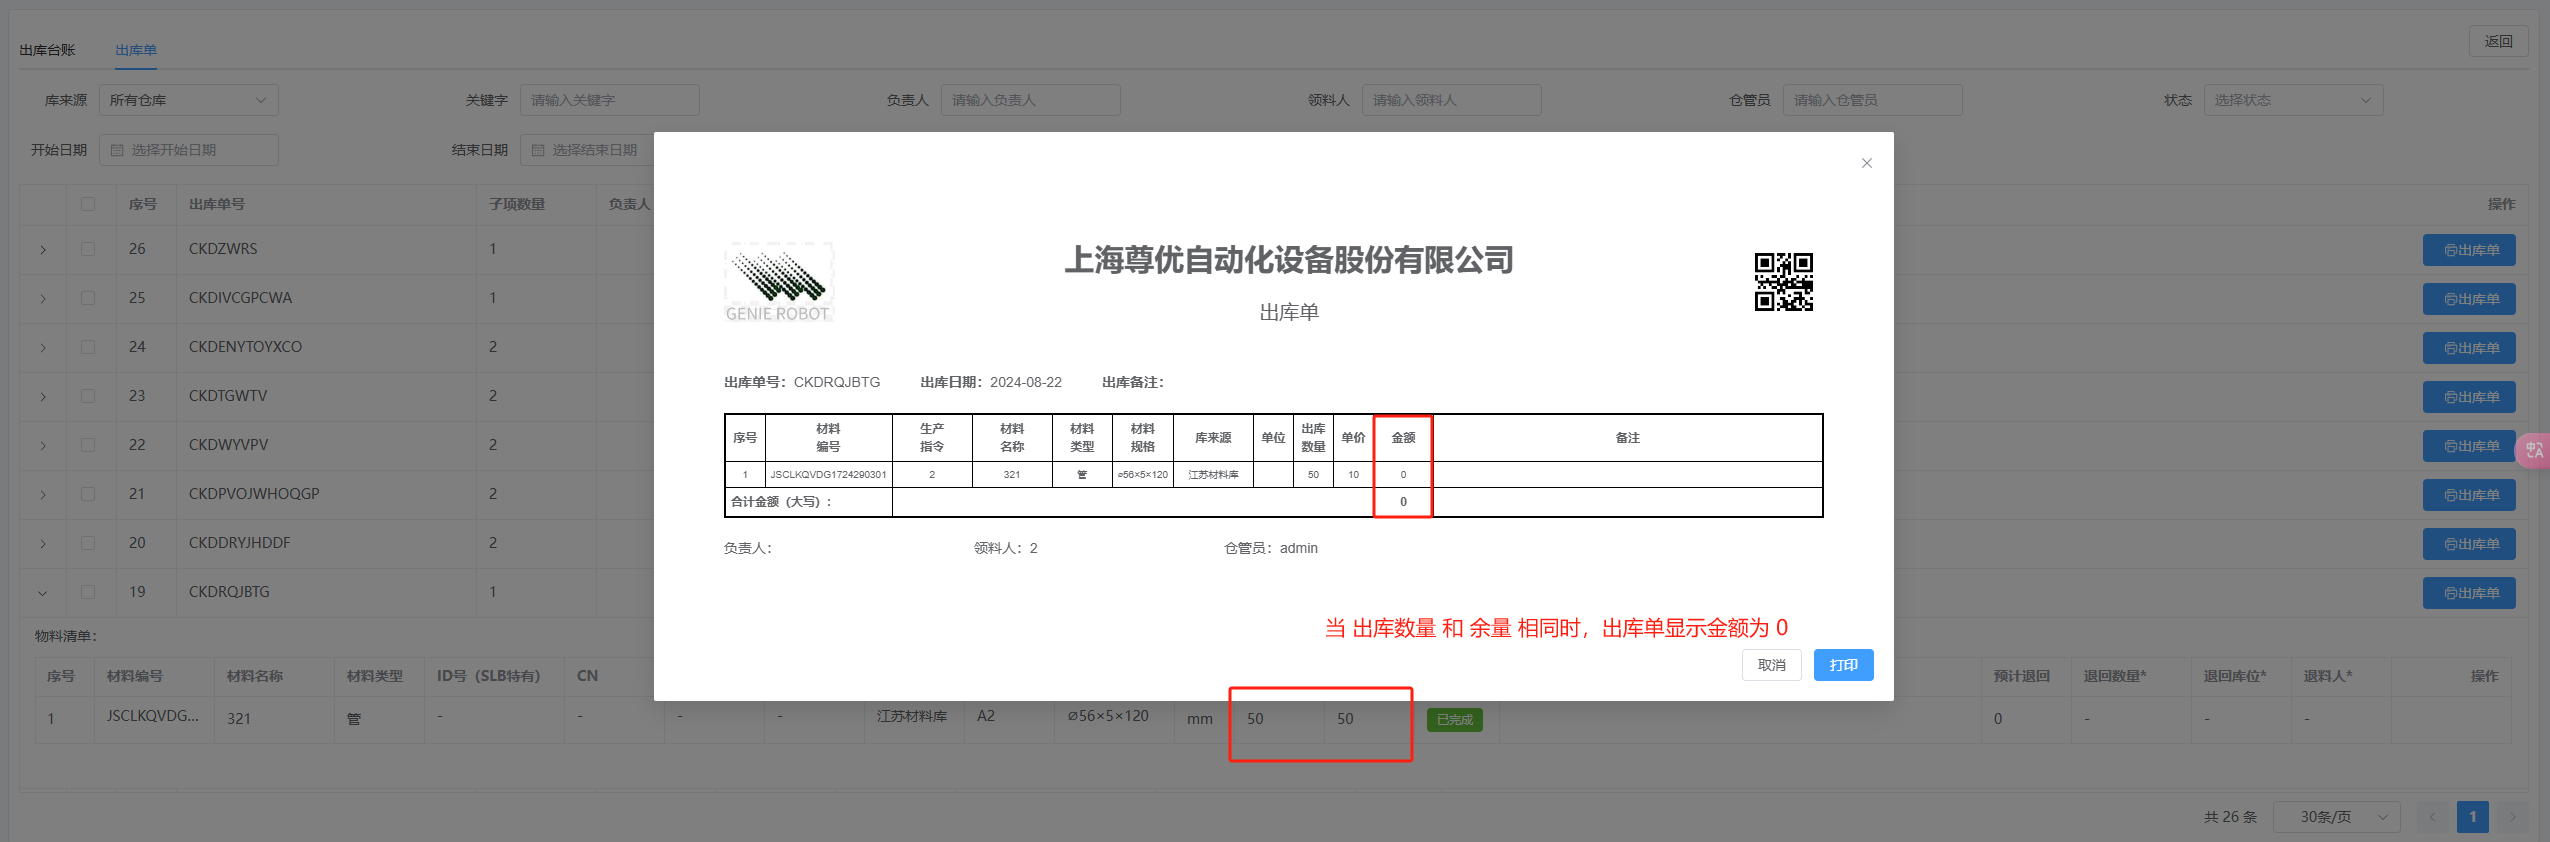 出库台账 出库单 返回
库来源 所有仓库 关键字 请输入关键字 负责人 请输入负责人 领料人 请输入领料人 仓管员 请输入仓管员 状态 选择状态
开始日期 选择开始日期 结束日期 选择结束日期
序号 出库单号 子项数量 负责人 操作
26 CKDZWRS 1 出库单
25 CKDIVCGPCWA 1 出库单
24 CKDENYTOYXCO 2 出库单
23 CKDTGWTV 2 出库单
22 CKDWYVPV 2 出库单
21 CKDPVOJWHOQGP 2 出库单
20 CKDDRYJHDDF 2 出库单
19 CKDRQJBTG 1 出库单
物料清单：
序号 材料编号 材料名称 材料类型 ID号（SLB特有） CN 预计退回 退回数量* 退回库位* 退料人* 操作
1 JSCLKQVDG... 321 管 - - - - 江苏材料库 A2 ⌀56×5×120 mm 50 50 已完成 0 - - -
共 26 条 30条/页 1
上海尊优自动化设备股份有限公司
GENIE ROBOT
出库单
出库单号：CKDRQJBTG 出库日期：2024-08-22 出库备注：
序号 材料编号 生产指令 材料名称 材料类型 材料规格 库来源 单位 出库数量 单价 金额 备注
1 JSCLKQVDG1724290301 2 321 管 ⌀56×5×120 江苏材料库 50 10 0
合计金额（大写）： 0
负责人： 领料人：2 仓管员：admin
当 出库数量 和 余量 相同时，出库单显示金额为 0
取消 打印
中A